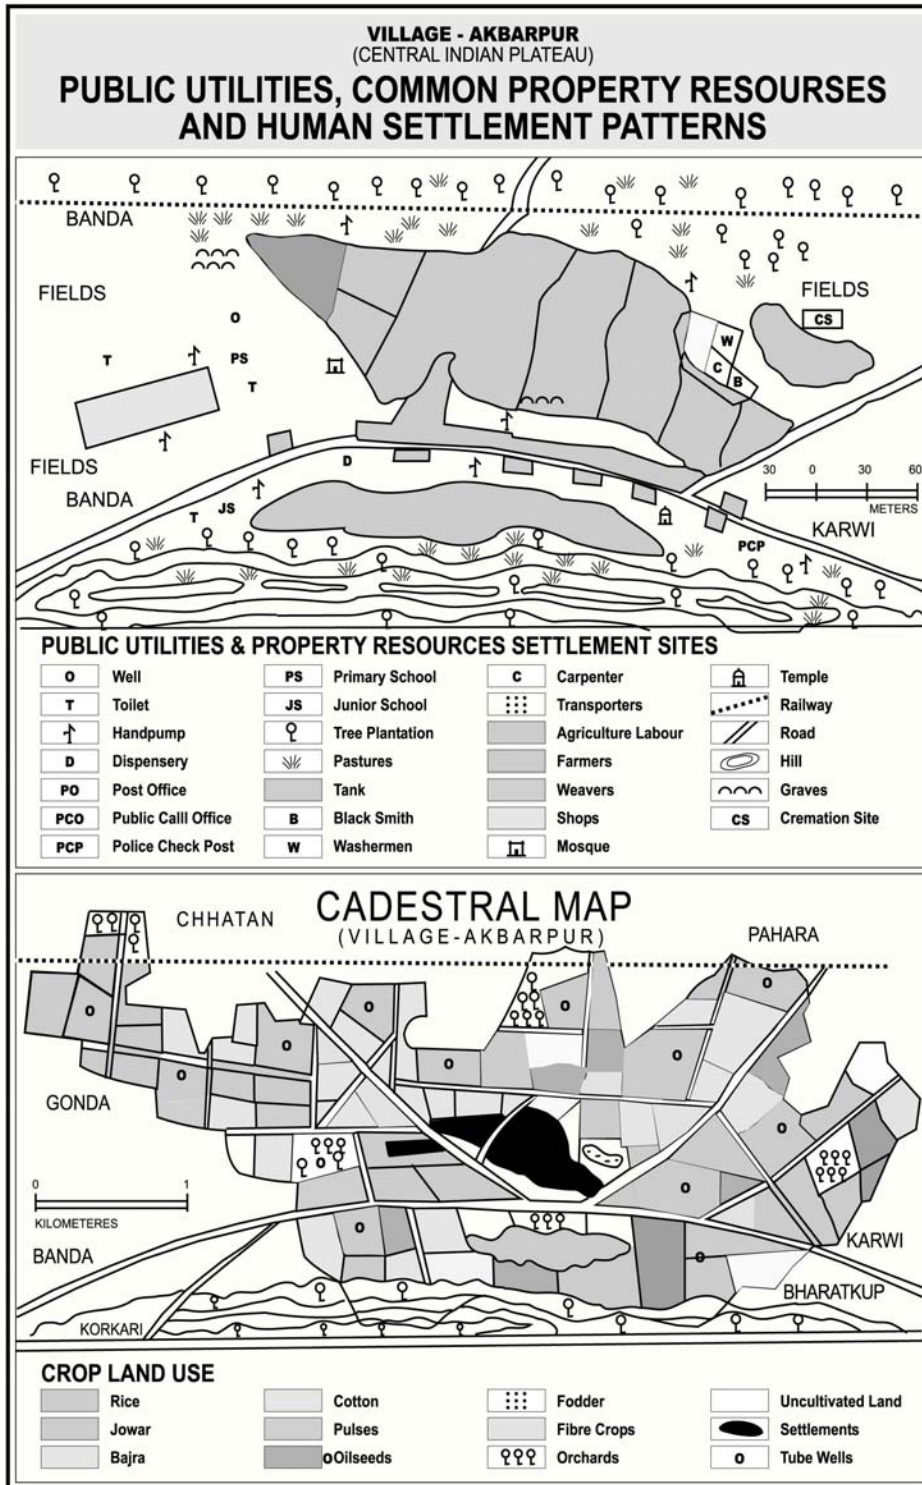 VILLAGE - AKBARPUR
(CENTRAL INDIAN PLATEAU)
PUBLIC UTILITIES, COMMON PROPERTY RESOURSES
AND HUMAN SETTLEMENT PATTERNS
BANDA
FIELDS
FIELDS
CS
O
W
T
PS
C
T
B
FIELDS
D
30 0 30 60
METERS
BANDA
JS
T
KARWI
PCP
PUBLIC UTILITIES & PROPERTY RESOURCES SETTLEMENT SITES
O Well PS Primary School C Carpenter Temple
T Toilet JS Junior School Transporters Railway
Handpump Tree Plantation Agriculture Labour Road
D Dispensery Pastures Farmers Hill
PO Post Office Tank Weavers Graves
PCO Public Calll Office B Black Smith Shops CS Cremation Site
PCP Police Check Post W Washermen Mosque
CADESTRAL MAP
(VILLAGE-AKBARPUR)
CHHATAN
PAHARA
O
O
O
O
O
O
O
GONDA
O
O
0 1
KILOMETERES
O
O
BANDA
O
KARWI
BHARATKUP
KORKARI
CROP LAND USE
Rice Cotton Fodder Uncultivated Land
Jowar Pulses Fibre Crops Settlements
Bajra oOilseeds Orchards O Tube Wells